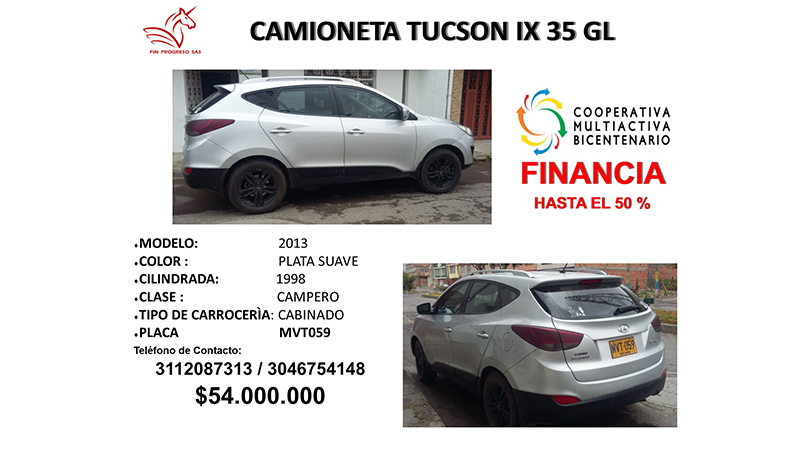 FIN PROGRESO SAS
CAMIONETA TUCSON IX 35 GL
COOPERATIVA
MULTIACTIVA
BICENTENARIO
FINANCIA
HASTA EL 50 %
MODELO: 2013
COLOR : PLATA SUAVE
CILINDRADA: 1998
CLASE : CAMPERO
TIPO DE CARROCERÌA: CABINADO
PLACA MVT059
Teléfono de Contacto:
3112087313 / 3046754148
$54.000.000
MVT 059